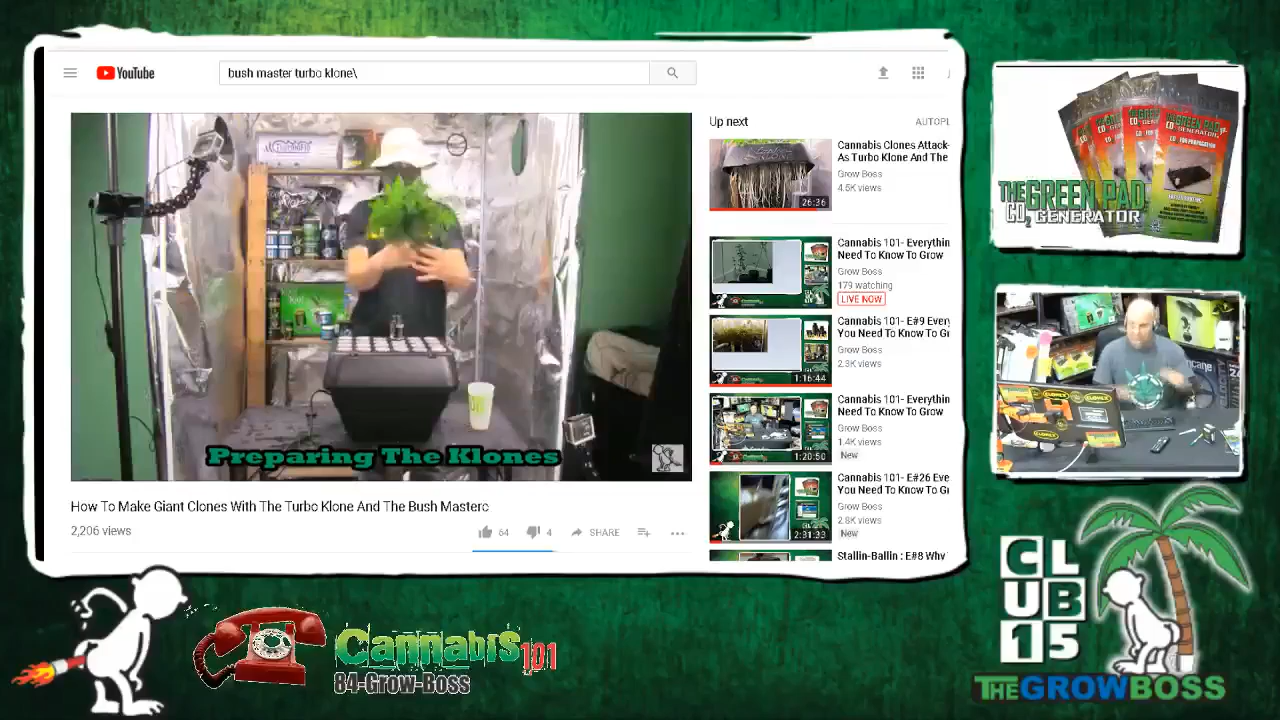 YouTube
bush master turbo klone\
Up next
AUTOPL
Cannabis Clones Attack-
As Turbo Klone And The
Grow Boss
4.5K views
26:36
Cannabis 101- Everything
Need To Know To Grow
Grow Boss
179 watching
LIVE NOW
Cannabis 101- E#9 Every
You Need To Know To Gr
Grow Boss
2.3K views
1:16:44
Cannabis 101- Everything
Need To Know To Grow
Grow Boss
1.4K views
New
1:20:50
Cannabis 101- E#26 Eve
You Need To Know To Gr
Grow Boss
2.8K views
New
2:31:33
Stallin-Ballin : E#8 Why
Preparing The Klones
How To Make Giant Clones With The Turbo Klone And The Bush Masterc
2,206 views
64
4
SHARE
THE GREEN PAD
CO2 GENERATOR
CLONEX
CLUB
15
THEGROWBOSS
Cannabis 101
84-Grow-Boss